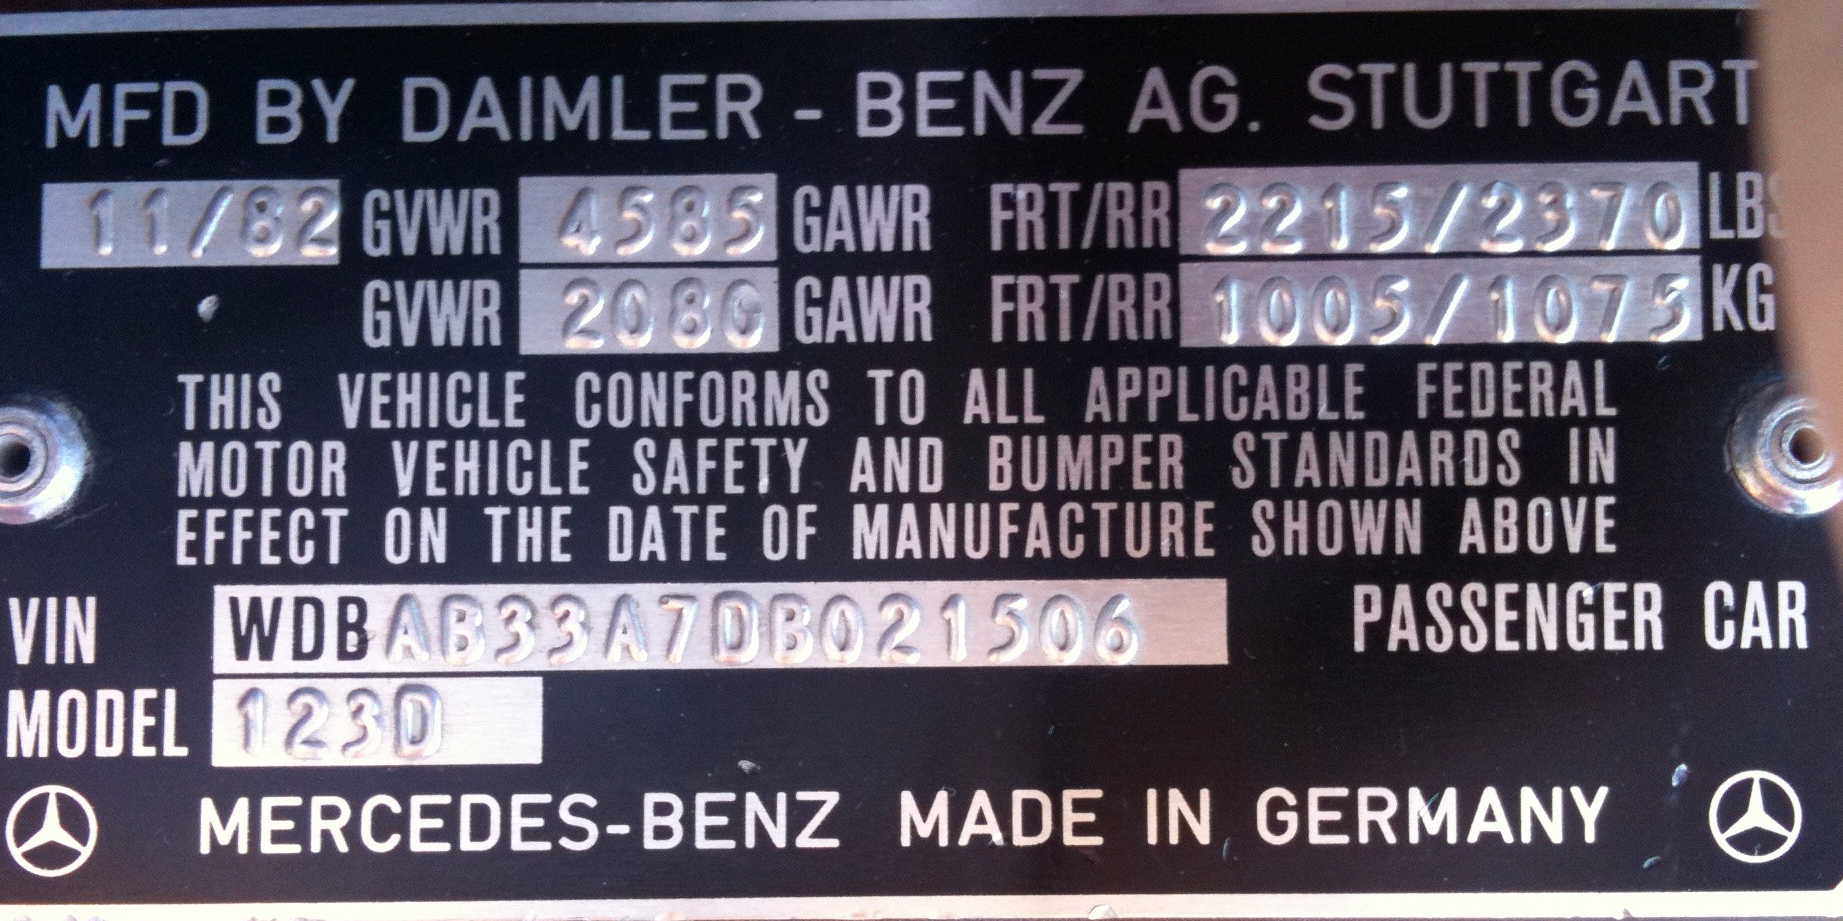 MFD BY DAIMLER - BENZ AG. STUTTGART
11/82 GVWR 4585 GAWR FRT/RR 2215/2370 LBS
GVWR 2080 GAWR FRT/RR 1005/1075 KG
THIS VEHICLE CONFORMS TO ALL APPLICABLE FEDERAL
MOTOR VEHICLE SAFETY AND BUMPER STANDARDS IN
EFFECT ON THE DATE OF MANUFACTURE SHOWN ABOVE
VIN WDBAB33A7DB021506 PASSENGER CAR
MODEL 123D
MERCEDES-BENZ MADE IN GERMANY